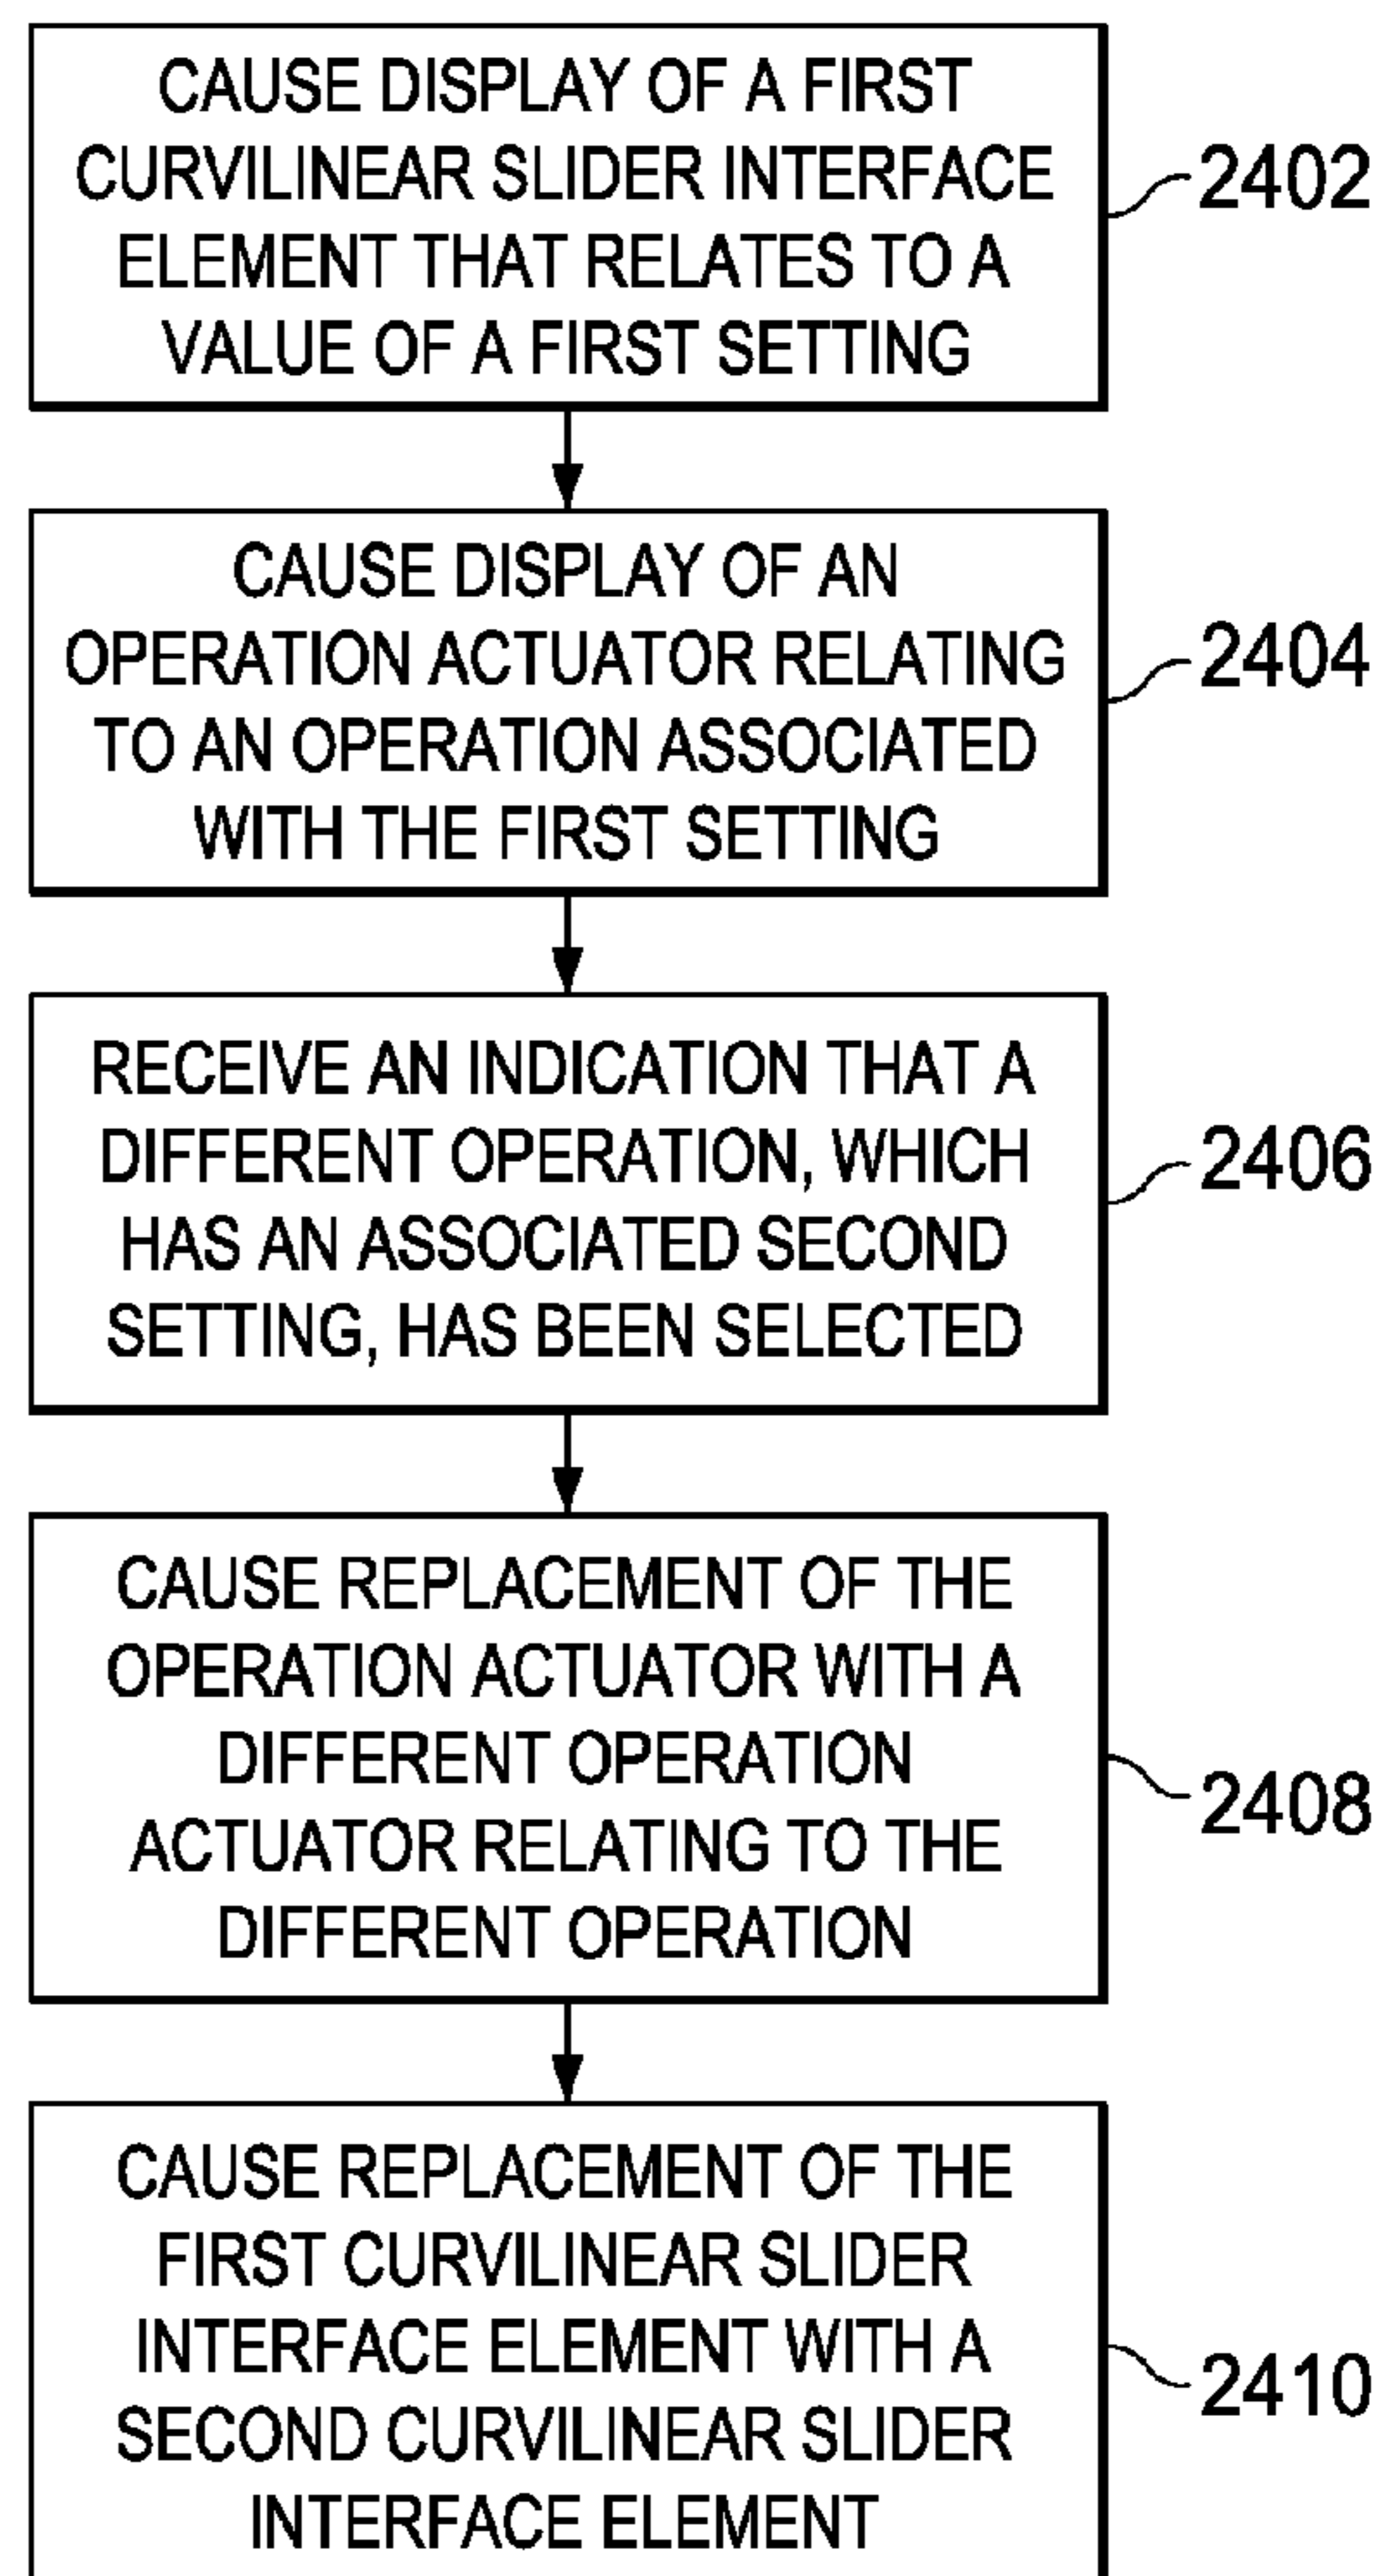 CAUSE DISPLAY OF A FIRST
CURVILINEAR SLIDER INTERFACE
ELEMENT THAT RELATES TO A
VALUE OF A FIRST SETTING
2402
CAUSE DISPLAY OF AN
OPERATION ACTUATOR RELATING
TO AN OPERATION ASSOCIATED
WITH THE FIRST SETTING
2404
RECEIVE AN INDICATION THAT A
DIFFERENT OPERATION, WHICH
HAS AN ASSOCIATED SECOND
SETTING, HAS BEEN SELECTED
2406
CAUSE REPLACEMENT OF THE
OPERATION ACTUATOR WITH A
DIFFERENT OPERATION
ACTUATOR RELATING TO THE
DIFFERENT OPERATION
2408
CAUSE REPLACEMENT OF THE
FIRST CURVILINEAR SLIDER
INTERFACE ELEMENT WITH A
SECOND CURVILINEAR SLIDER
INTERFACE ELEMENT
2410